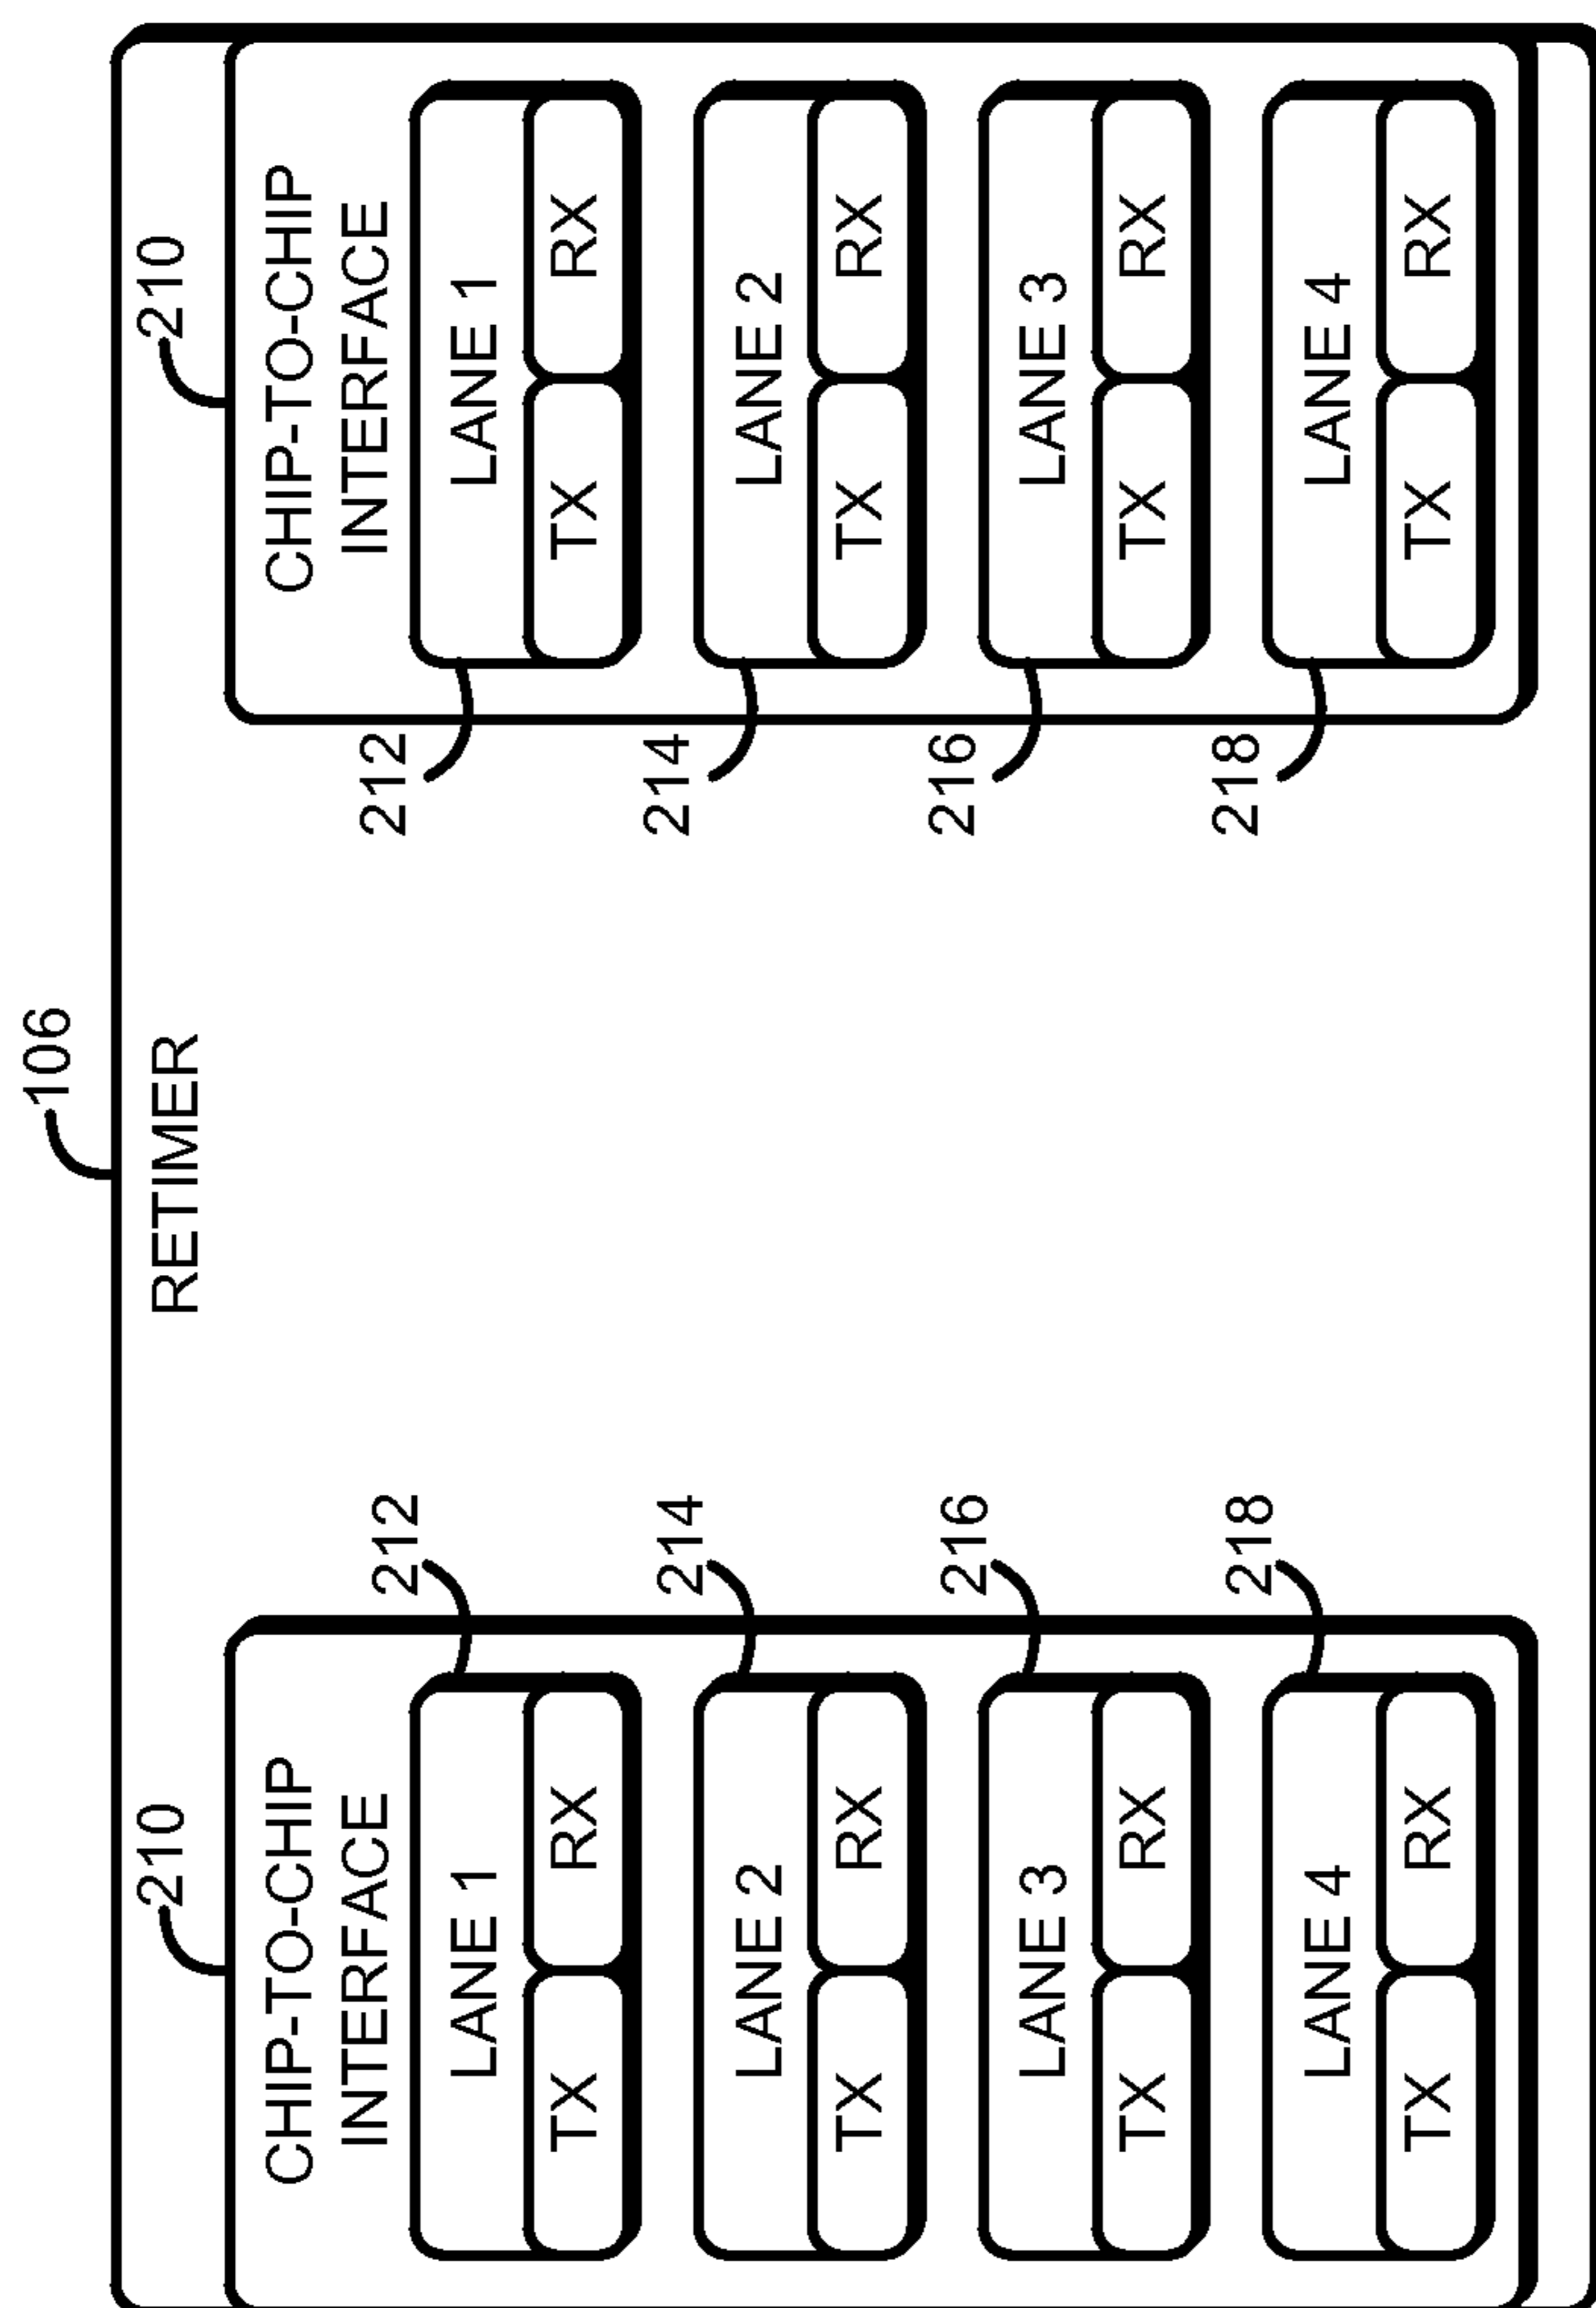 106
RETIMER
210
CHIP-TO-CHIP
INTERFACE
212
LANE 1
TX
RX
214
LANE 2
TX
RX
216
LANE 3
TX
RX
218
LANE 4
TX
RX
210
CHIP-TO-CHIP
INTERFACE
212
LANE 1
TX
RX
214
LANE 2
TX
RX
216
LANE 3
TX
RX
218
LANE 4
TX
RX